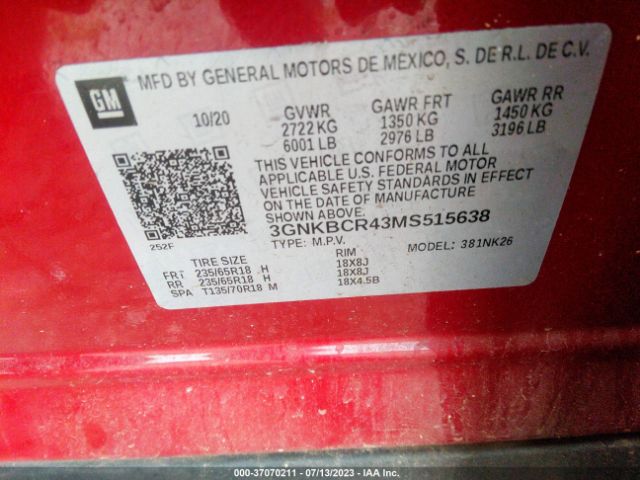 GM
MFD BY GENERAL MOTORS DE MEXICO, S. DE R.L. DE C.V.
10/20 GVWR GAWR FRT GAWR RR
2722 KG 1350 KG 1450 KG
6001 LB 2976 LB 3196 LB
THIS VEHICLE CONFORMS TO ALL
APPLICABLE U.S. FEDERAL MOTOR
VEHICLE SAFETY STANDARDS IN EFFECT
ON THE DATE OF MANUFACTURE
SHOWN ABOVE.
3GNKBCR43MS515638
252F
TYPE: M.P.V. MODEL: 381NK26
TIRE SIZE RIM
FRT 235/65R18 H 18X8J
RR 235/65R18 H 18X8J
SPA T135/70R18 M 18X4.5B
000-37070211 - 07/13/2023 - IAA Inc.